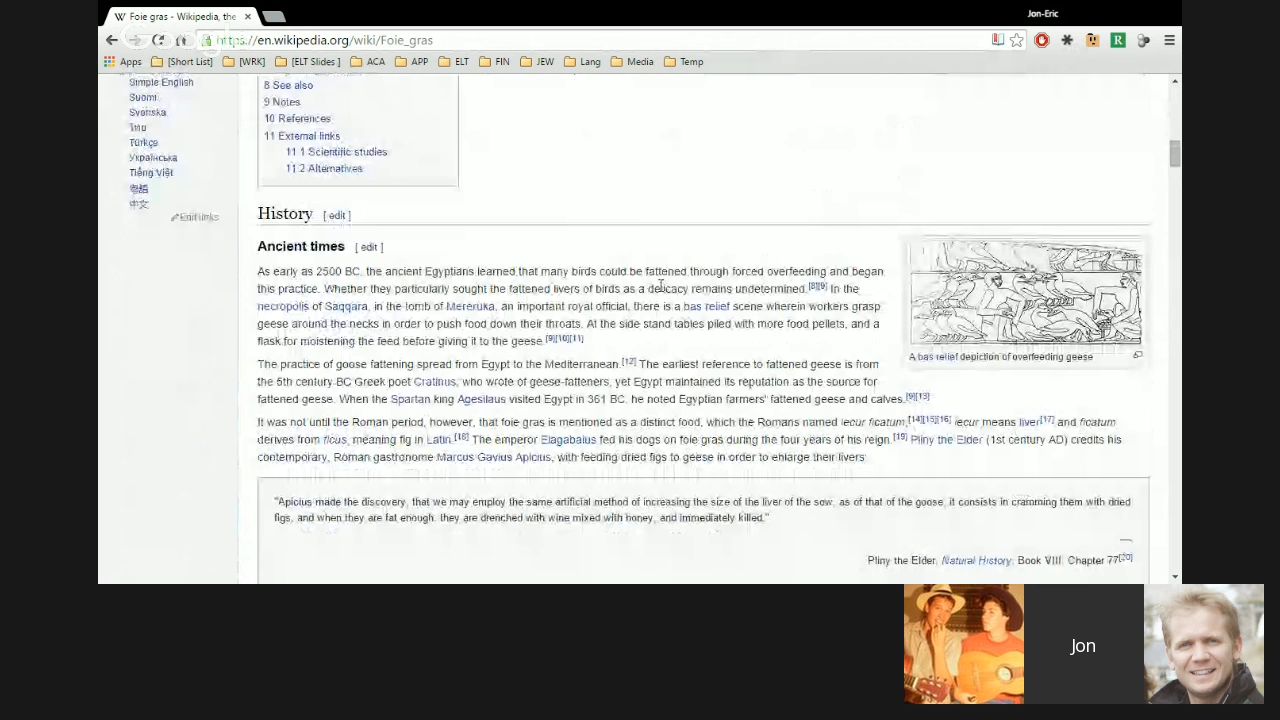 Foie gras - Wikipedia, the
Jon-Eric
https://en.wikipedia.org/wiki/Foie_gras
Apps [Short List] [WRK] [ELT Slides ] ACA APP ELT FIN JEW Lang Media Temp
Simple English
Suomi
Svenska
ไทย
Türkçe
Українська
Tiếng Việt
粵語
中文
Edit links
8 See also
9 Notes
10 References
11 External links
11.1 Scientific studies
11.2 Alternatives
History [ edit ]
Ancient times [ edit ]
As early as 2500 BC, the ancient Egyptians learned that many birds could be fattened through forced overfeeding and began
this practice. Whether they particularly sought the fattened livers of birds as a delicacy remains undetermined.[8][9] In the
necropolis of Saqqara, in the tomb of Mereruka, an important royal official, there is a bas relief scene wherein workers grasp
geese around the necks in order to push food down their throats. At the side stand tables piled with more food pellets, and a
flask for moistening the feed before giving it to the geese.[9][10][11]
A bas relief depiction of overfeeding geese
The practice of goose fattening spread from Egypt to the Mediterranean.[12] The earliest reference to fattened geese is from
the 5th century BC Greek poet Cratinus, who wrote of geese-fatteners, yet Egypt maintained its reputation as the source for
fattened geese. When the Spartan king Agesilaus visited Egypt in 361 BC, he noted Egyptian farmers' fattened geese and calves.[9][13]
It was not until the Roman period, however, that foie gras is mentioned as a distinct food, which the Romans named iecur ficatum;[14][15][16] iecur means liver[17] and ficatum
derives from ficus, meaning fig in Latin.[18] The emperor Elagabalus fed his dogs on foie gras during the four years of his reign.[19] Pliny the Elder (1st century AD) credits his
contemporary, Roman gastronome Marcus Gavius Apicius, with feeding dried figs to geese in order to enlarge their livers:
"Apicius made the discovery, that we may employ the same artificial method of increasing the size of the liver of the sow, as of that of the goose; it consists in cramming them with dried
figs, and when they are fat enough, they are drenched with wine mixed with honey, and immediately killed."
—
Pliny the Elder, Natural History, Book VIII. Chapter 77[20]
Jon